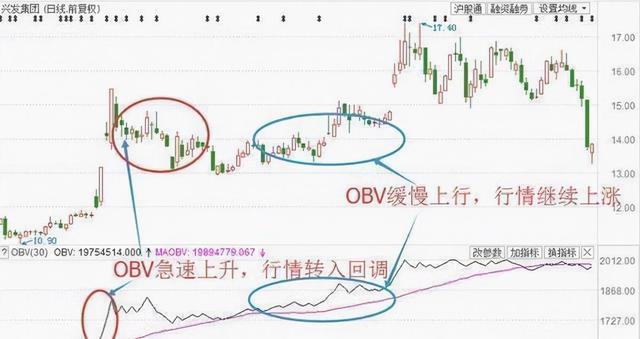 兴发集团 (日线.前复权) 沪股通 融资融券 设置均线
17.40
17.00
16.00
15.00
14.00
13.00
OBV缓慢上行，行情继续上涨
12.00
10.90
OBV(30) OBV: 19754514.000 MAOBV: 19894779.067 改参数 加指标 换指标
2012.00
OBV急速上升，行情转入回调
1868.00
1727.00